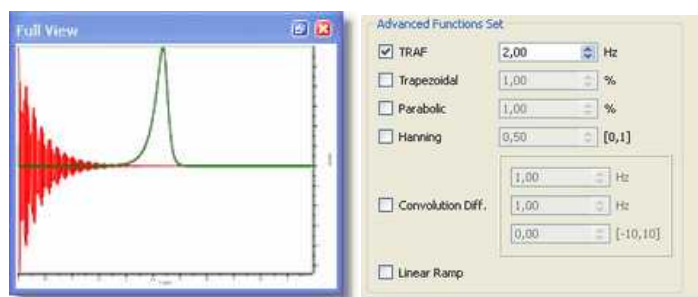 Full View
Advanced Functions Set
TRAF 2,00 Hz
Trapezoidal 1,00 %
Parabolic 1,00 %
Hanning 0,50 [0,1]
1,00 Hz
Convolution Diff. 1,00 Hz
0,00 [-10,10]
Linear Ramp